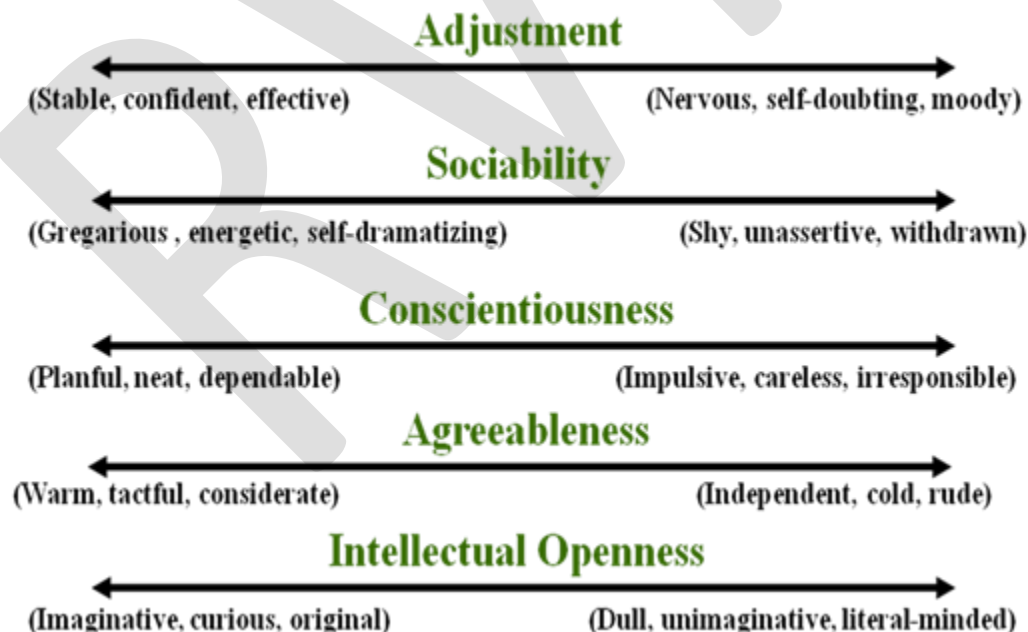 Adjustment
(Stable, confident, effective) (Nervous, self-doubting, moody)
Sociability
(Gregarious , energetic, self-dramatizing) (Shy, unassertive, withdrawn)
Conscientiousness
(Planful, neat, dependable) (Impulsive, careless, irresponsible)
Agreeableness
(Warm, tactful, considerate) (Independent, cold, rude)
Intellectual Openness
(Imaginative, curious, original) (Dull, unimaginative, literal-minded)